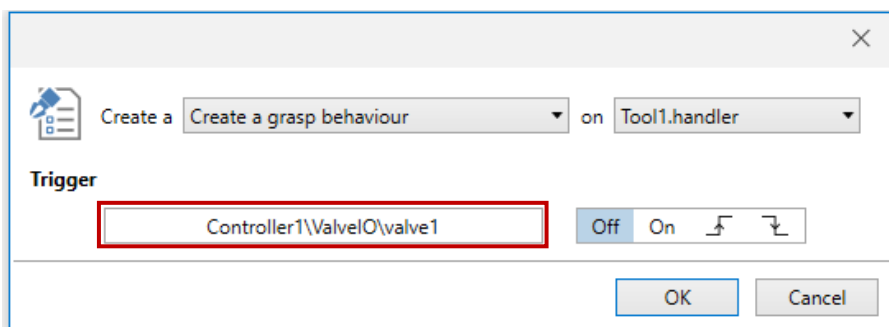 Create a Create a grasp behaviour on Tool1.handler
Trigger
Controller1\ValveIO\valve1 Off On
OK Cancel